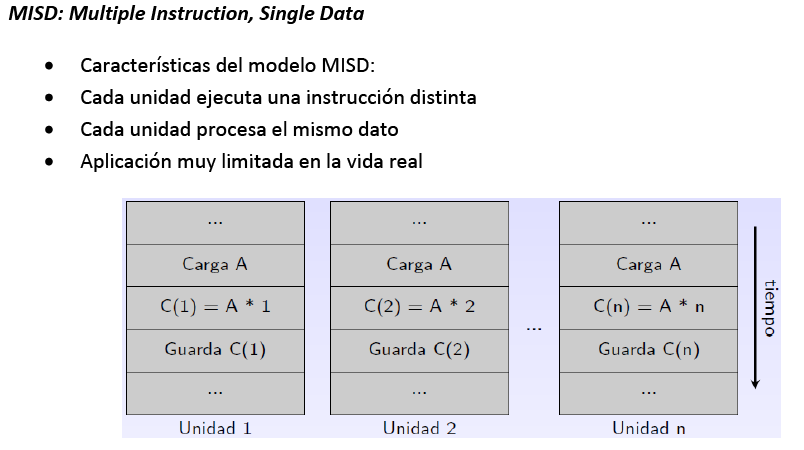 MISD: Multiple Instruction, Single Data
• Características del modelo MISD:
• Cada unidad ejecuta una instrucción distinta
• Cada unidad procesa el mismo dato
• Aplicación muy limitada en la vida real
... ... ...
Carga A Carga A Carga A
C(1) = A * 1 C(2) = A * 2 C(n) = A * n
...
Guarda C(1) Guarda C(2) Guarda C(n)
... ... ...
Unidad 1 Unidad 2 Unidad n
tiempo